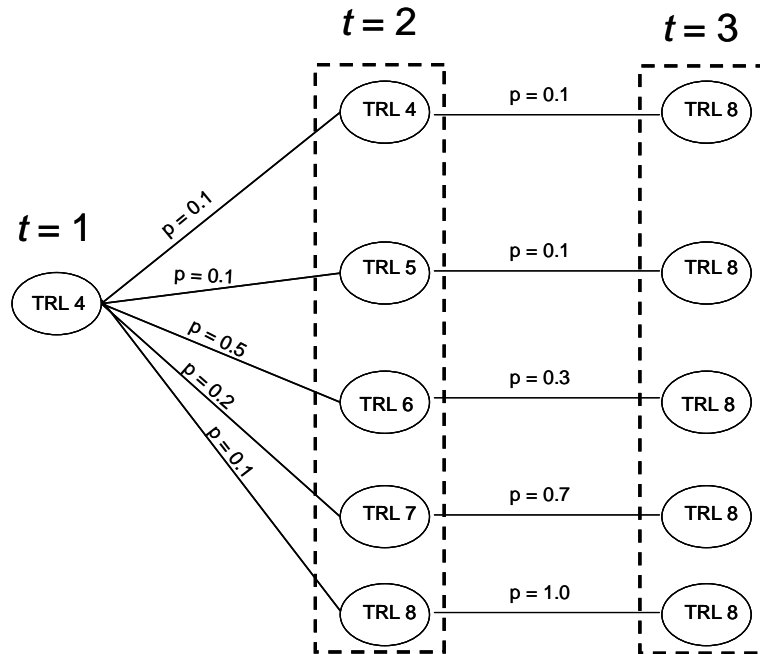 t = 2
t = 3
TRL 4
p = 0.1
TRL 8
p = 0.1
t = 1
TRL 5
p = 0.1
TRL 8
p = 0.1
TRL 4
p = 0.5
TRL 6
p = 0.3
TRL 8
p = 0.2
p = 0.1
TRL 7
p = 0.7
TRL 8
TRL 8
p = 1.0
TRL 8